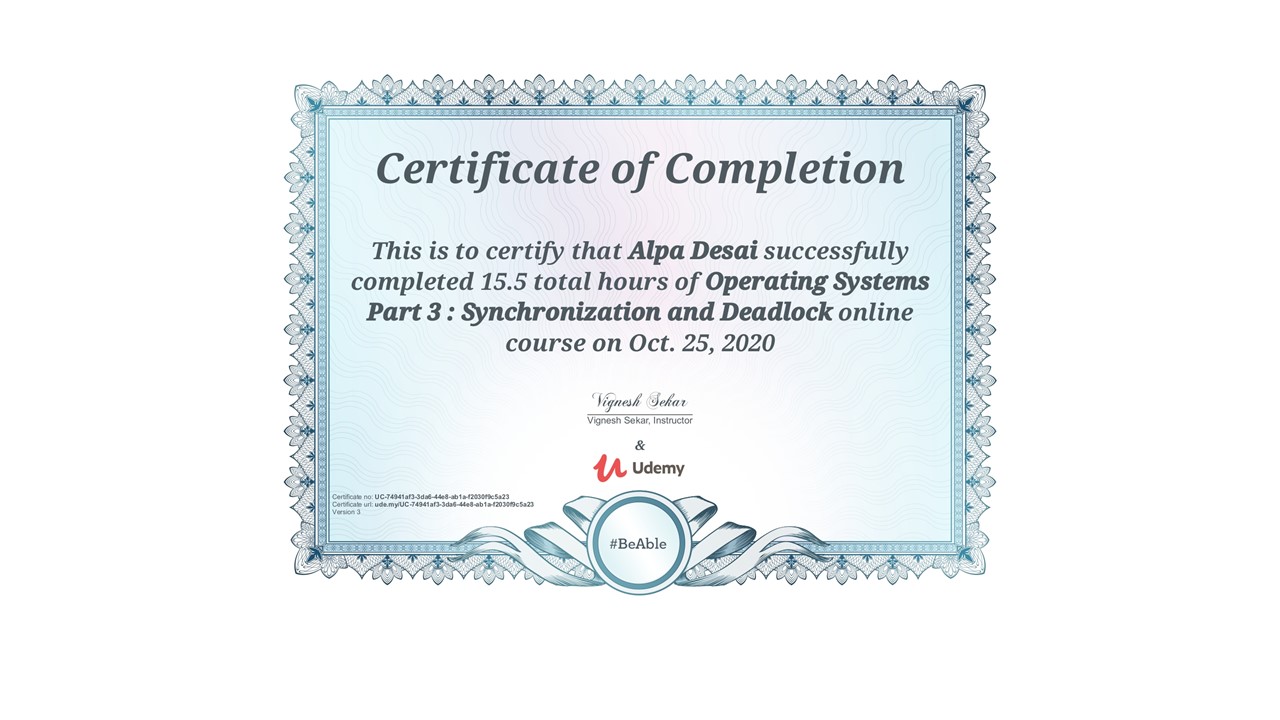 Certificate of Completion
This is to certify that Alpa Desai successfully
completed 15.5 total hours of Operating Systems
Part 3 : Synchronization and Deadlock online
course on Oct. 25, 2020
Vignesh Sekar
Vignesh Sekar, Instructor
&
Udemy
Certificate no: UC-74941af3-3da6-44e8-ab1a-f2030f9c5a23
Certificate url: ude.my/UC-74941af3-3da6-44e8-ab1a-f2030f9c5a23
Version 3
#BeAble